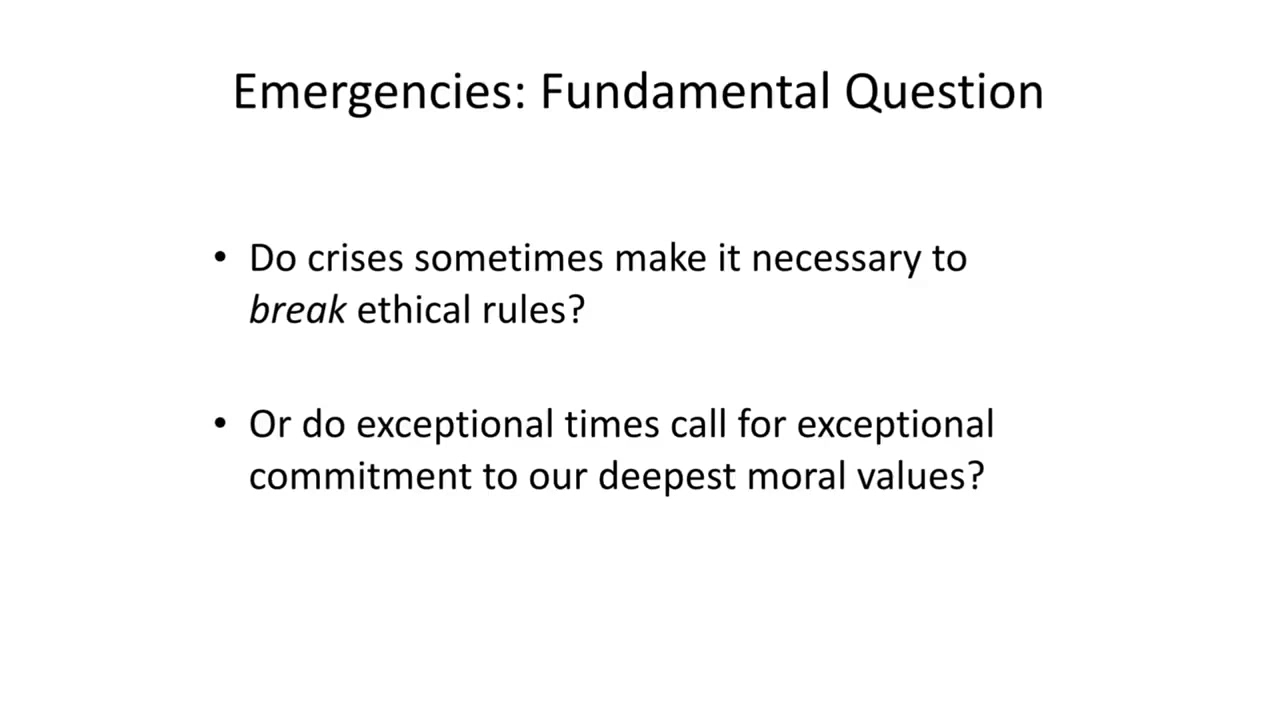 Emergencies: Fundamental Question
• Do crises sometimes make it necessary to
break ethical rules?
• Or do exceptional times call for exceptional
commitment to our deepest moral values?